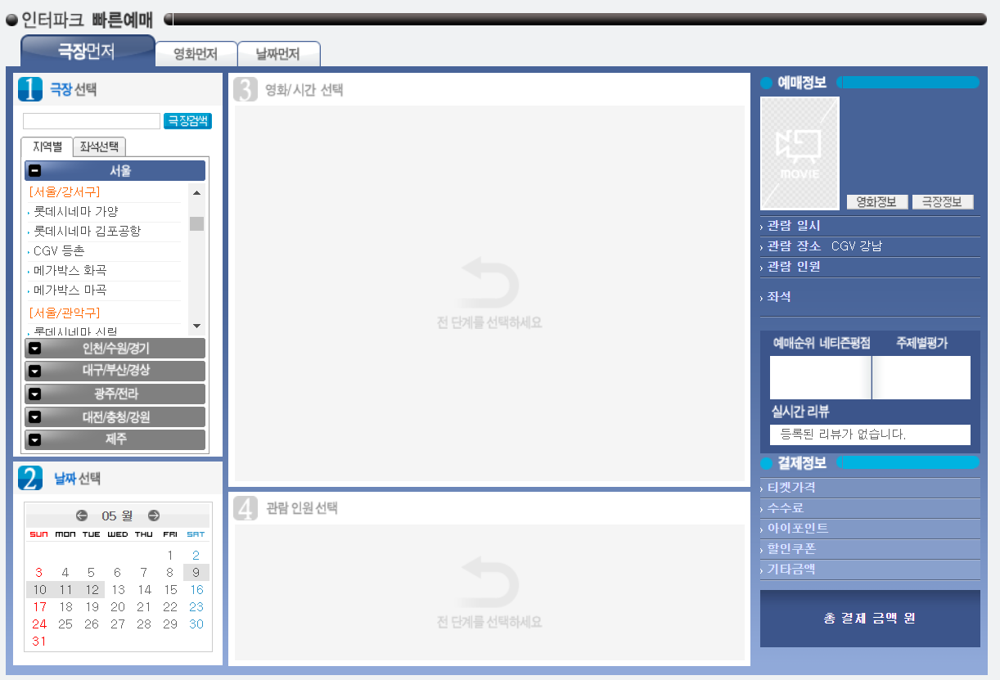 인터파크 빠른예매
극장먼저 영화먼저 날짜먼저
1 극장 선택
극장검색
지역별 좌석선택
서울
[서울/강서구]
롯데시네마 가양
롯데시네마 김포공항
CGV 등촌
메가박스 화곡
메가박스 마곡
[서울/관악구]
롯데시네마 신림
인천/수원/경기
대구/부산/경상
광주/전라
대전/충청/강원
제주
2 날짜 선택
05 월
SUN MON TUE WED THU FRI SAT
1 2
3 4 5 6 7 8 9
10 11 12 13 14 15 16
17 18 19 20 21 22 23
24 25 26 27 28 29 30
31
3 영화/시간 선택
전 단계를 선택하세요
4 관람 인원 선택
전 단계를 선택하세요
예매정보
MOVIE
영화정보 극장정보
관람 일시
관람 장소 CGV 강남
관람 인원
좌석
예매순위 네티즌평점 주제별평가
실시간 리뷰
등록된 리뷰가 없습니다.
결제정보
티켓가격
수수료
아이포인트
할인쿠폰
기타금액
총 결제 금액 원